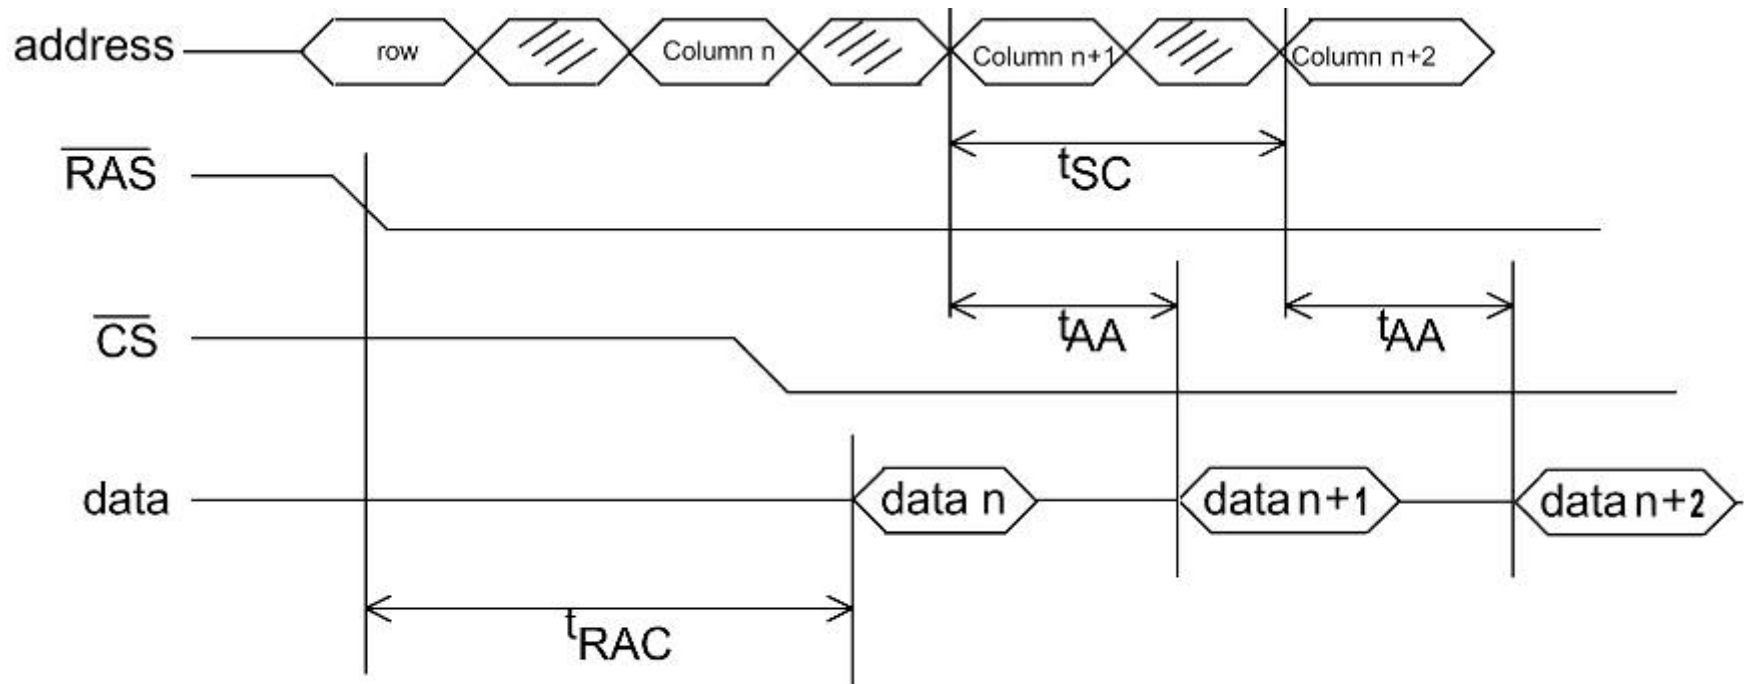 address row Column n Column n+1 Column n+2
RAS tSC
CS tAA tAA
data data n data n+1 data n+2
tRAC